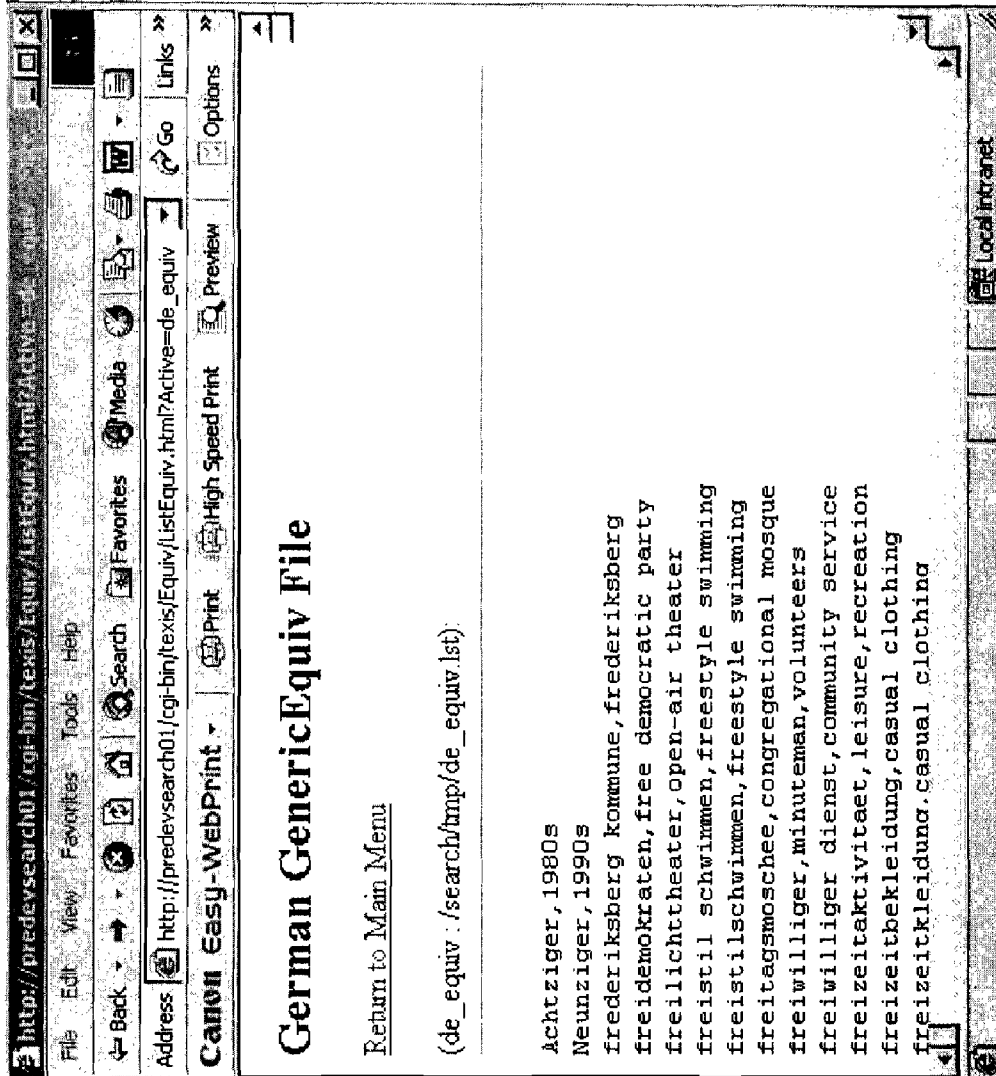 http://predevsearch01/cgi-bin/texis/Equiv/ListEquiv.html?Active=de_equiv
File Edit View Favorites Tools Help
Back Search Favorites Media
Address http://predevsearch01/cgi-bin/texis/Equiv/ListEquiv.html?Active=de_equiv Go Links »
Canon Easy-WebPrint Print High Speed Print Preview Options »
German GenericEquiv File
Return to Main Menu
(de_equiv : /search/tmp/de_equiv.lst):
Achtziger,1980s
Neunziger,1990s
frederiksberg kommune,frederiksberg
freidemokraten,free democratic party
freilichttheater,open-air theater
freistil schwimmen,freestyle swimming
freistilschwimmen,freestyle swimming
freitagsmoschee,congregational mosque
freiwilliger,minuteman,volunteers
freiwilliger dienst,community service
freizeitaktivitaet,leisure,recreation
freizeitbekleidung,casual clothing
freizeitkleidung,casual clothing
Local intranet